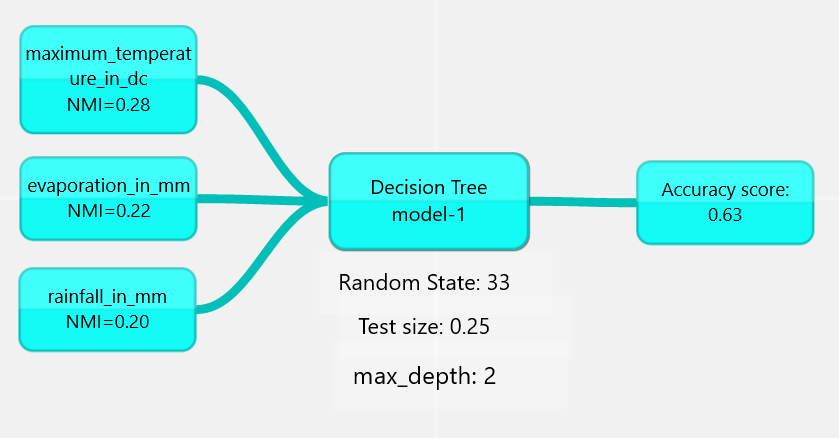 maximum_temperat
ure_in_dc
NMI=0.28
evaporation_in_mm
NMI=0.22
rainfall_in_mm
NMI=0.20
Decision Tree
model-1
Random State: 33
Test size: 0.25
max_depth: 2
Accuracy score:
0.63